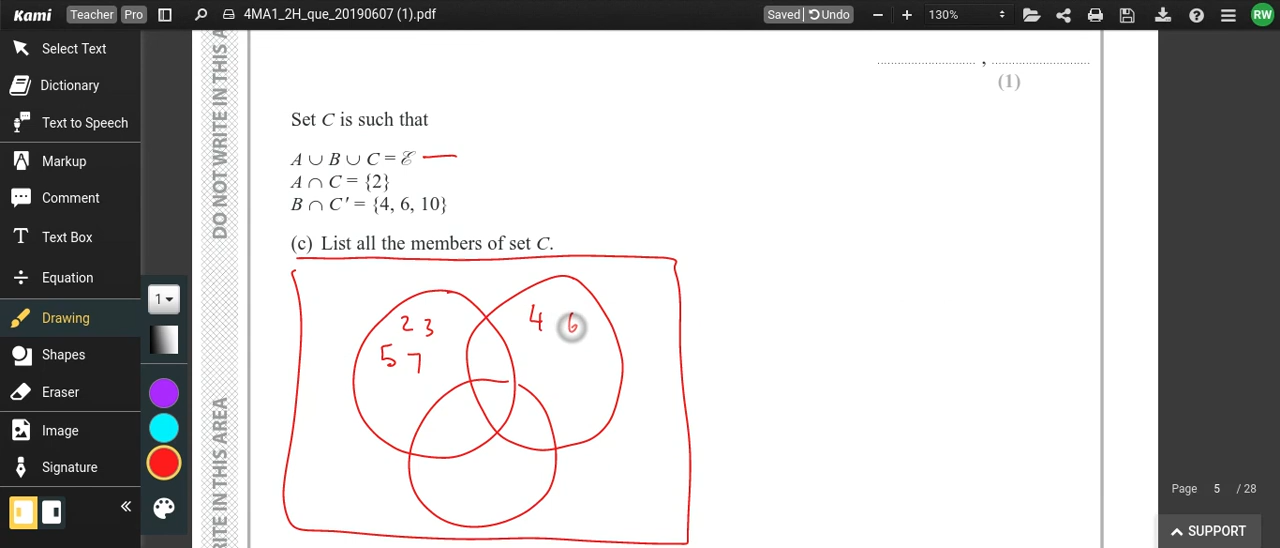 Kami Teacher Pro 4MA1_2H_que_20190607 (1).pdf Saved Undo − + 130% RW
Select Text
Dictionary
Text to Speech
Markup
Comment
Text Box
Equation
1
Drawing
Shapes
Eraser
Image
Signature
«
DO NOT WRITE IN THIS A
RITE IN THIS AREA
.......................... , ..........................
(1)
Set C is such that
A ∪ B ∪ C = ℰ
A ∩ C = {2}
B ∩ C′ = {4, 6, 10}
(c) List all the members of set C.
2 3 4 6
5 7
Page 5 / 28
SUPPORT